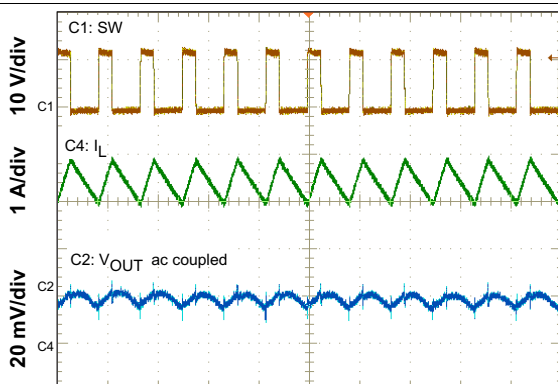 C1: SW
10 V/div
C1
C4: IL
1 A/div
C2: VOUT ac coupled
C2
20 mV/div
C4